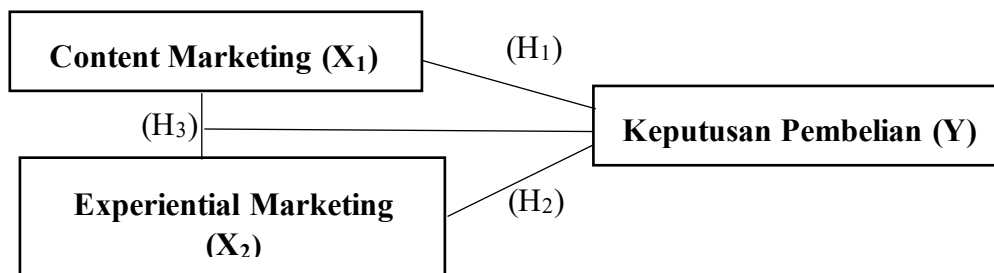 Content Marketing (X₁)
(H₁)
(H₃)
Keputusan Pembelian (Y)
Experiential Marketing
(X₂)
(H₂)